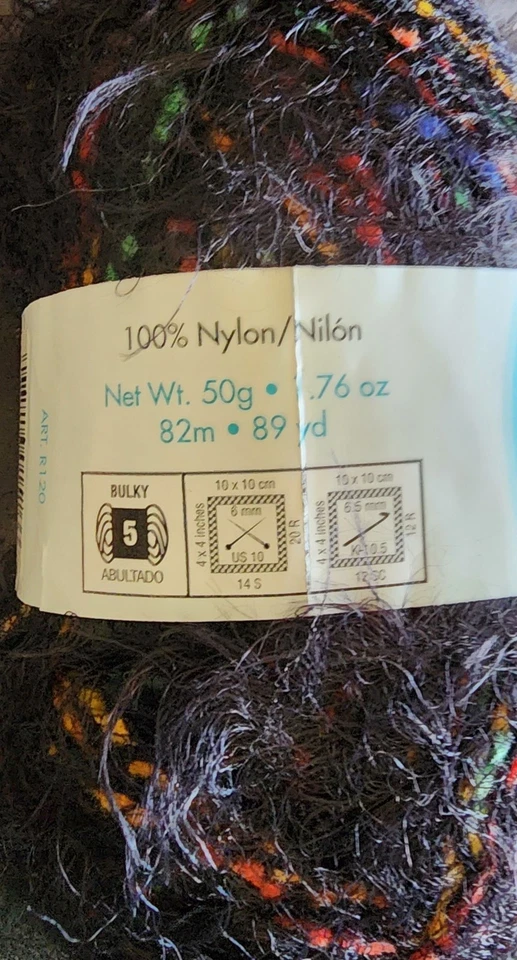 100% Nylon/Nilón
Net Wt. 50g • .76 oz
82m • 89 yd
ART. R120
BULKY
5
ABULTADO
10 x 10 cm
4 x 4 inches
6 mm
US 10
20 R
14 S
10 x 10 cm
4 x 4 inches
6.5 mm
K-10.5
12 R
12 SC